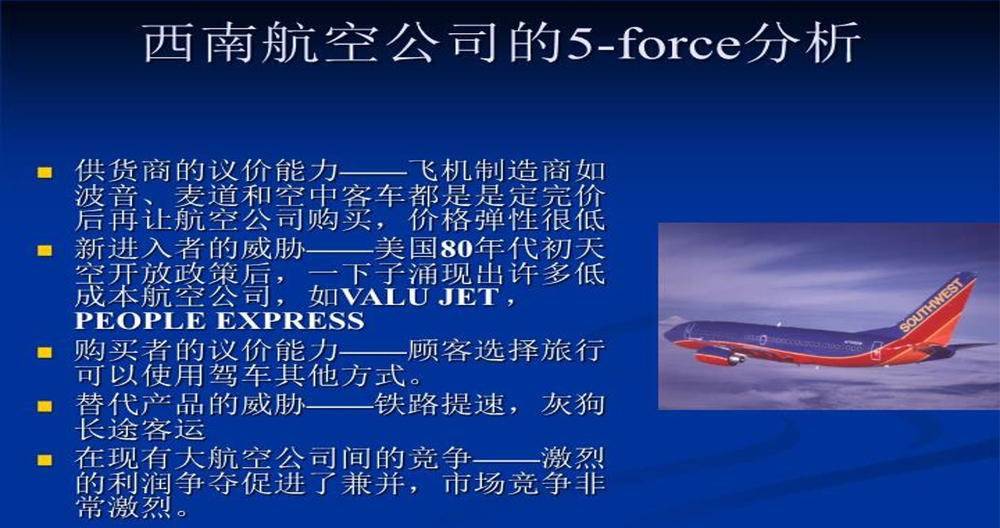 西南航空公司的5-force分析
供货商的议价能力——飞机制造商如
波音、麦道和空中客车都是是定完价
后再让航空公司购买，价格弹性很低
新进入者的威胁——美国80年代初天
空开放政策后，一下子涌现出许多低
成本航空公司，如VALU JET，
PEOPLE EXPRESS
购买者的议价能力——顾客选择旅行
可以使用驾车其他方式。
替代产品的威胁——铁路提速，灰狗
长途客运
在现有大航空公司间的竞争——激烈
的利润争夺促进了兼并，市场竞争非
常激烈。
SOUTHWEST